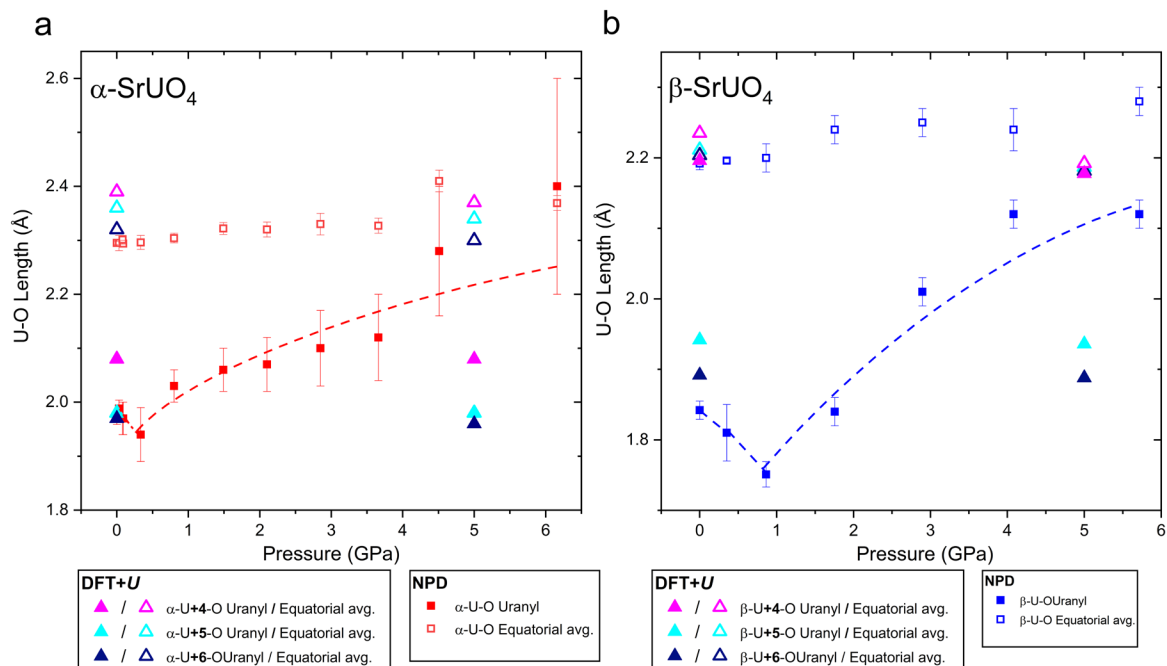 a
α-SrUO4
2.6
2.4
2.2
2.0
1.8
U-O Length (Å)
0 1 2 3 4 5 6
Pressure (GPa)
DFT+U
/ α-U+4-O Uranyl / Equatorial avg.
/ α-U+5-O Uranyl / Equatorial avg.
/ α-U+6-OUranyl / Equatorial avg.
NPD
α-U-O Uranyl
α-U-O Equatorial avg.
b
β-SrUO4
2.2
2.0
1.8
U-O Length (Å)
0 1 2 3 4 5 6
Pressure (GPa)
DFT+U
/ β-U+4-O Uranyl / Equatorial avg.
/ β-U+5-O Uranyl / Equatorial avg.
/ β-U+6-OUranyl / Equatorial avg.
NPD
β-U-OUranyl
β-U-O Equatorial avg.